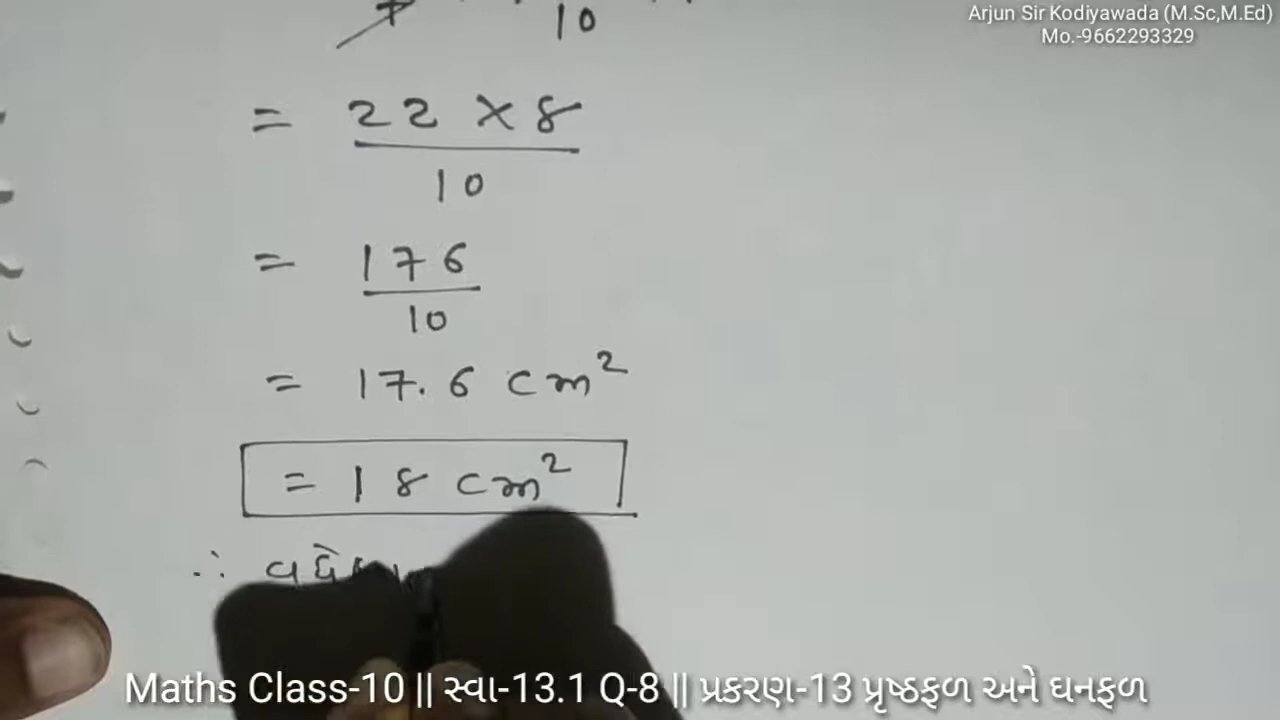 Arjun Sir Kodiyawada (M.Sc,M.Ed)
Mo.-9662293329
7
10
= 22 × 8
10
= 176
10
= 17.6 cm²
= 18 cm²
∴
Maths Class-10 || સ્વા-13.1 Q-8 || પ્રકરણ-13 પૃષ્ઠફળ અને ઘનફળ